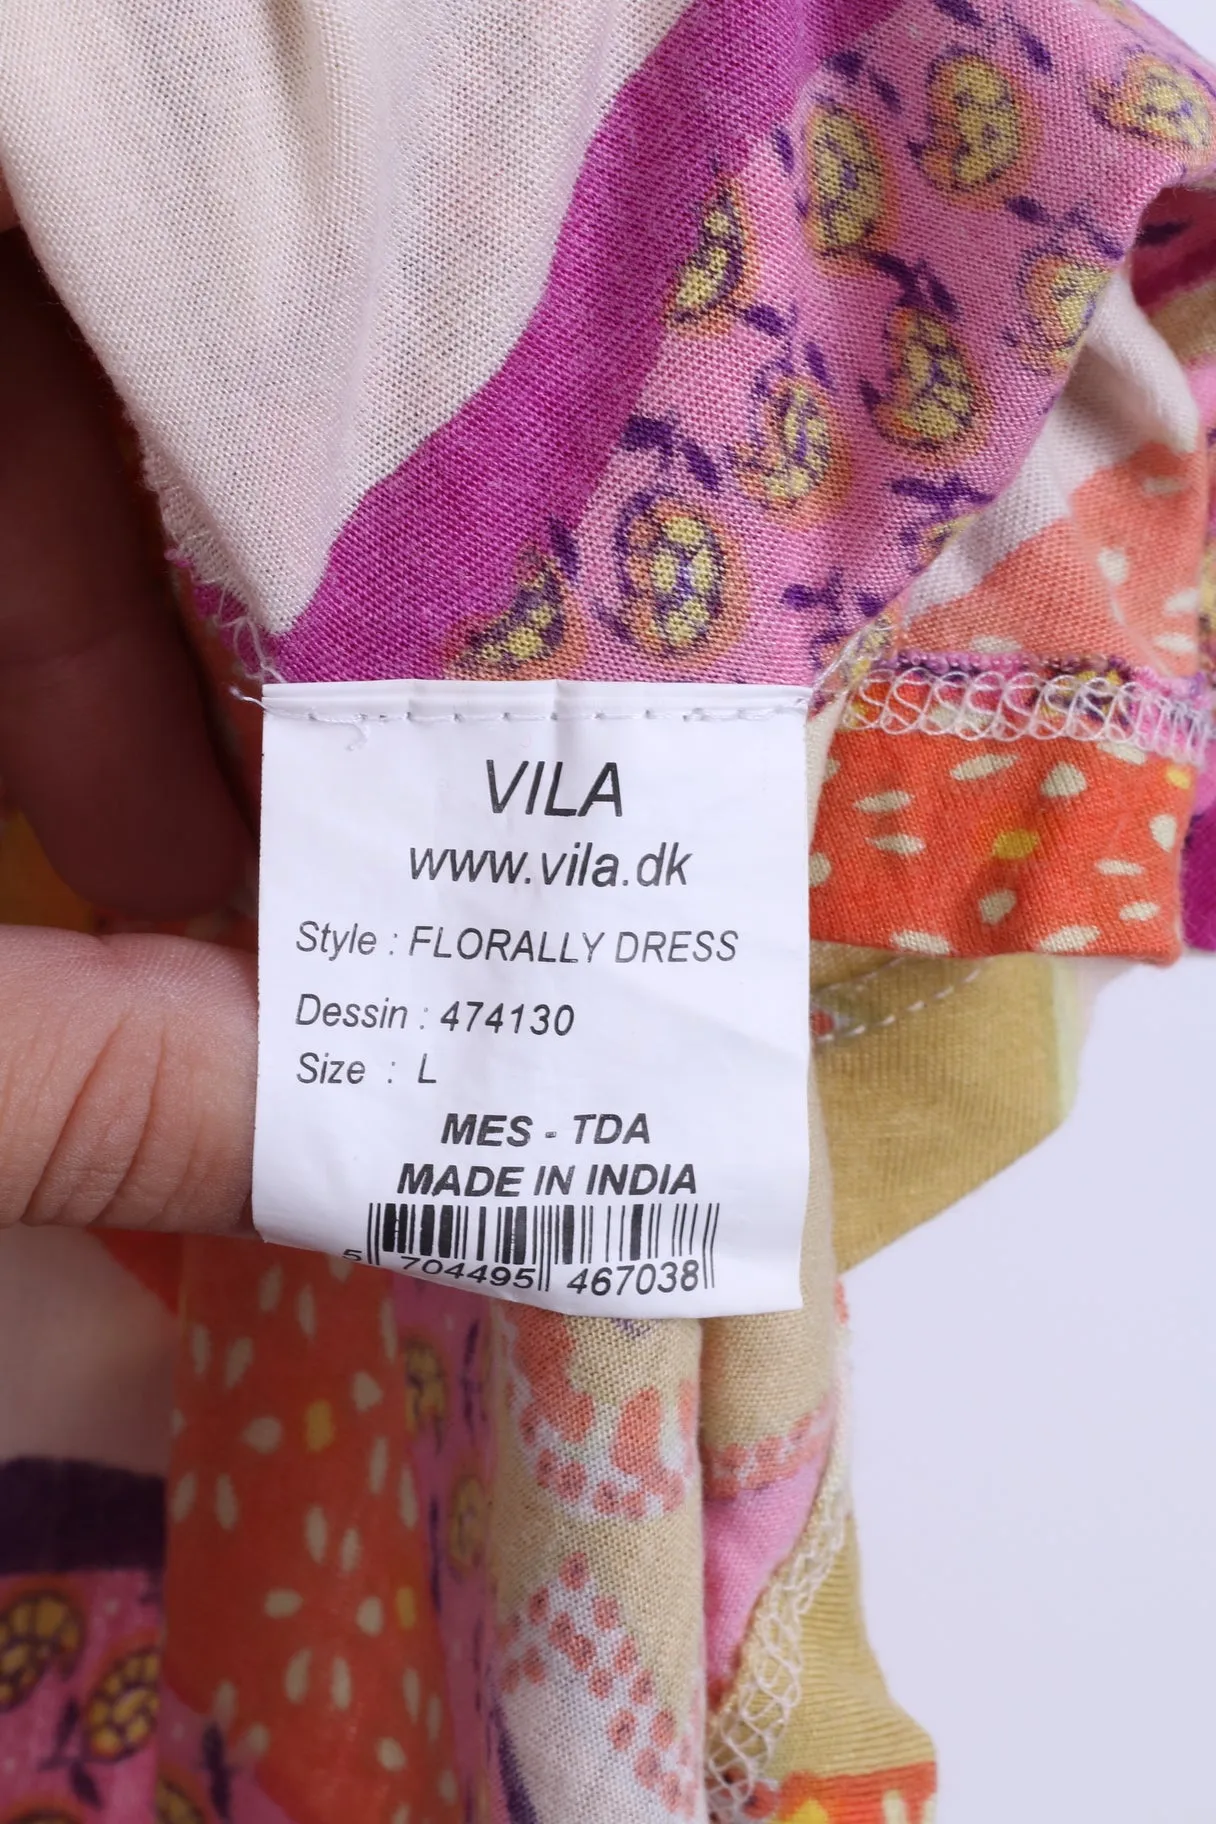 VILA
www.vila.dk
Style : FLORALLY DRESS
Dessin : 474130
Size : L
MES - TDA
MADE IN INDIA
5 704495 467038